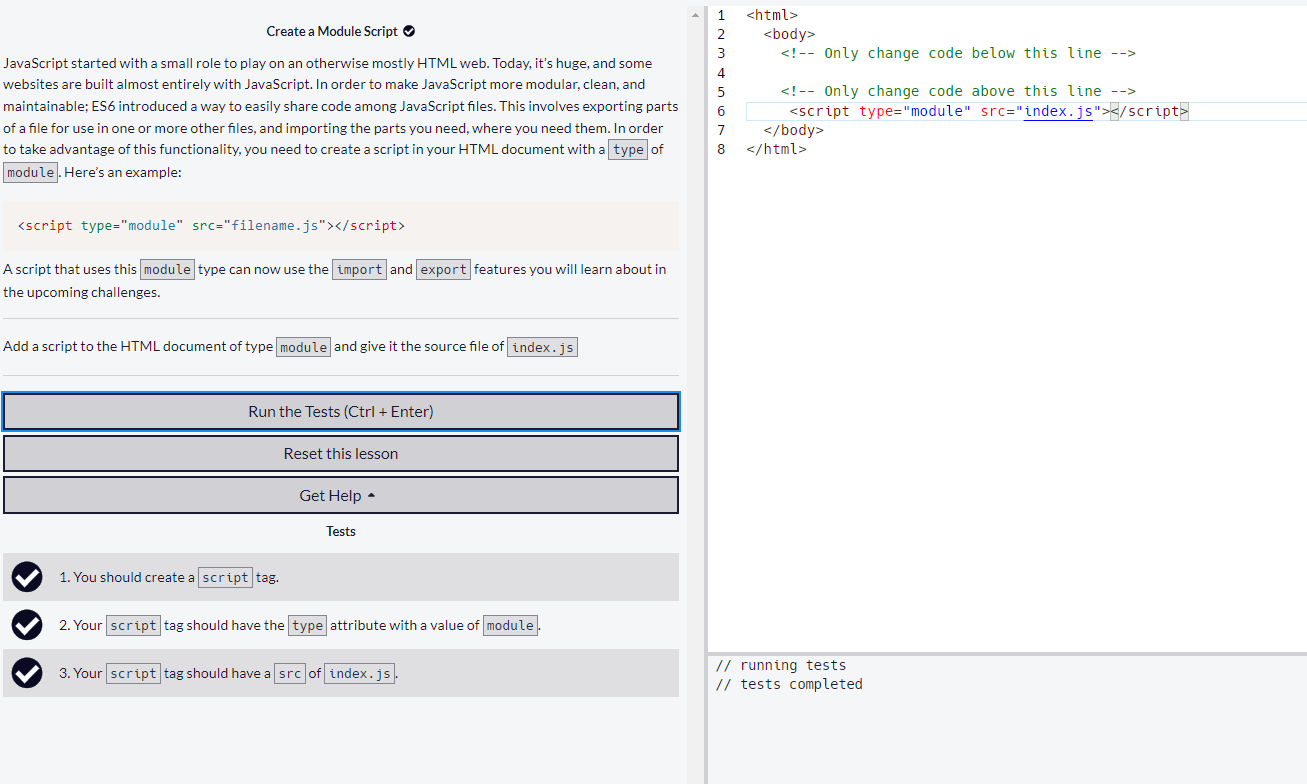 Create a Module Script
JavaScript started with a small role to play on an otherwise mostly HTML web. Today, it's huge, and some
websites are built almost entirely with JavaScript. In order to make JavaScript more modular, clean, and
maintainable; ES6 introduced a way to easily share code among JavaScript files. This involves exporting parts
of a file for use in one or more other files, and importing the parts you need, where you need them. In order
to take advantage of this functionality, you need to create a script in your HTML document with a type of
module. Here's an example:
<script type="module" src="filename.js"></script>
A script that uses this module type can now use the import and export features you will learn about in
the upcoming challenges.
Add a script to the HTML document of type module and give it the source file of index.js
Run the Tests (Ctrl + Enter)
Reset this lesson
Get Help
Tests
1. You should create a script tag.
2. Your script tag should have the type attribute with a value of module.
3. Your script tag should have a src of index.js.
1 <html>
2 <body>
3 <!-- Only change code below this line -->
4
5 <!-- Only change code above this line -->
6 <script type="module" src="index.js"></script>
7 </body>
8 </html>
// running tests
// tests completed